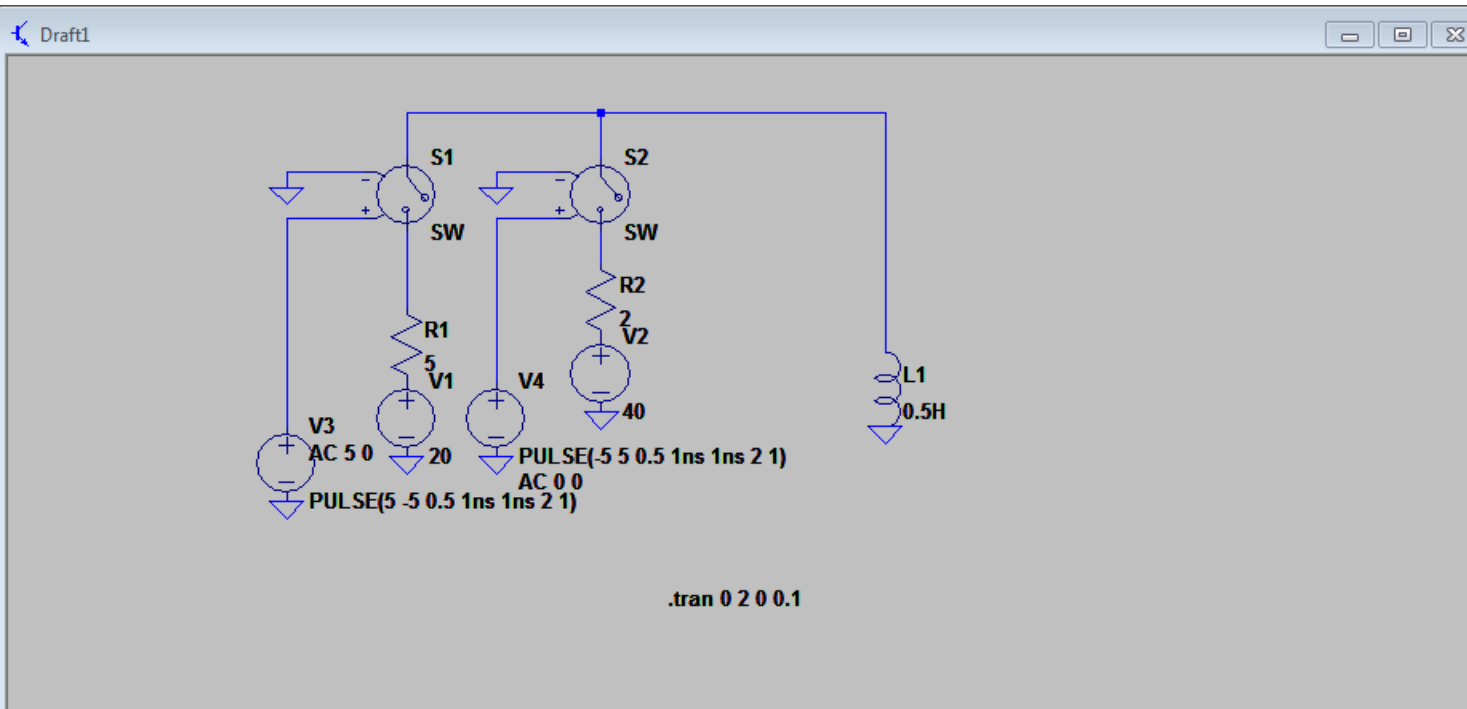 Draft1
S1
S2
SW
SW
R2
2
R1
5
V2
V1
V4
L1
40
0.5H
V3
AC 5 0
20
PULSE(-5 5 0.5 1ns 1ns 2 1)
AC 0 0
PULSE(5 -5 0.5 1ns 1ns 2 1)
.tran 0 2 0 0.1